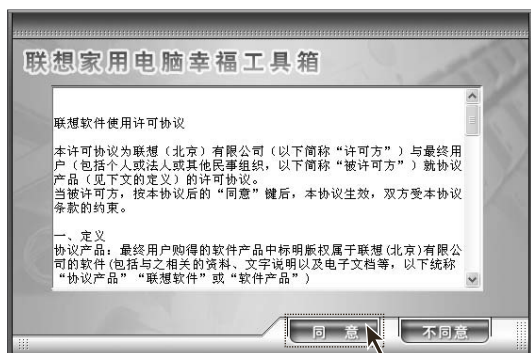 联想家用电脑幸福工具箱
联想软件使用许可协议
本许可协议为联想（北京）有限公司（以下简称“许可方”）与最终用
户（包括个人或法人或其他民事组织，以下简称“被许可方”）就协议
产品（见下文的定义）的许可协议。
当被许可方，按本协议后的“同意”键后，本协议生效，双方受本协议
条款的约束。
一、定义
协议产品：最终用户购得的软件产品中标明版权属于联想(北京)有限公
司的软件(包括与之相关的资料、文字说明以及电子文档等，以下统称
“协议产品”“联想软件”或“软件产品”)
同 意
不同意